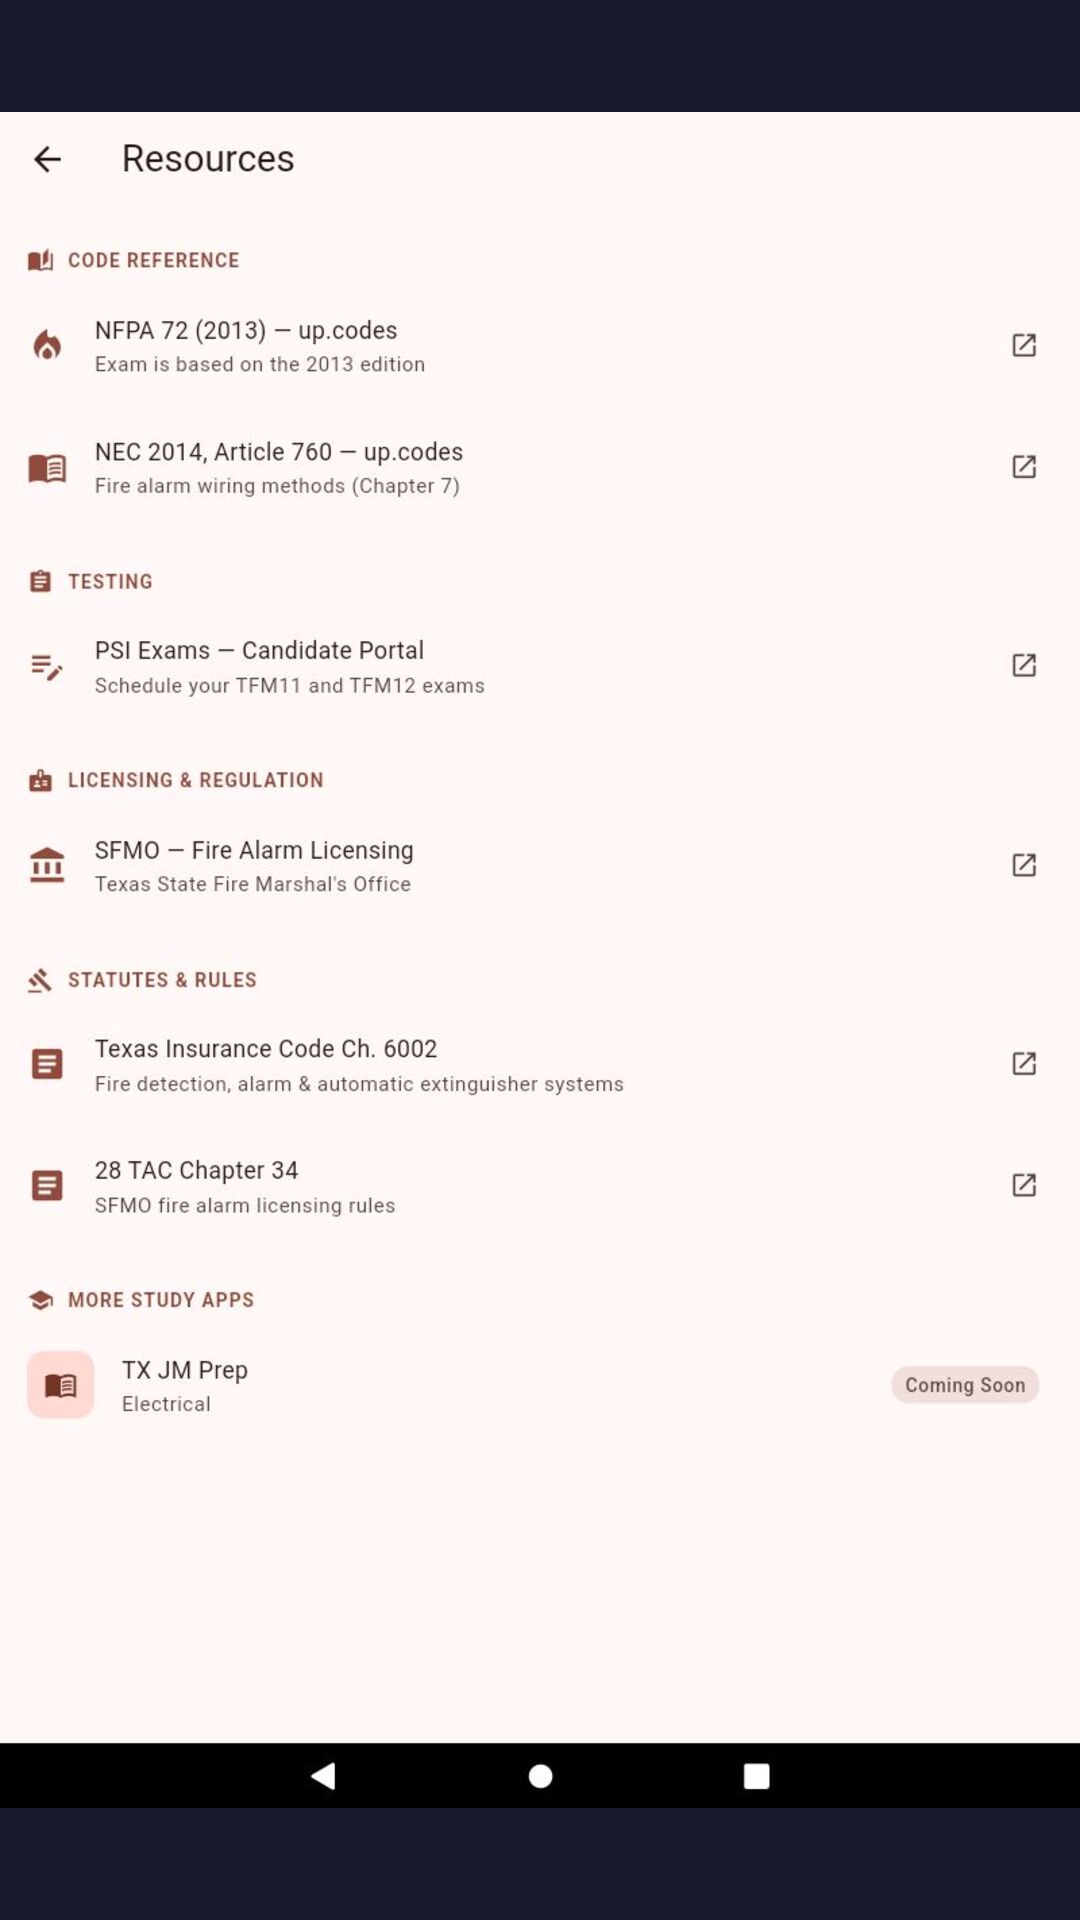 Resources
CODE REFERENCE
NFPA 72 (2013) — up.codes
Exam is based on the 2013 edition
NEC 2014, Article 760 — up.codes
Fire alarm wiring methods (Chapter 7)
TESTING
PSI Exams — Candidate Portal
Schedule your TFM11 and TFM12 exams
LICENSING & REGULATION
SFMO — Fire Alarm Licensing
Texas State Fire Marshal's Office
STATUTES & RULES
Texas Insurance Code Ch. 6002
Fire detection, alarm & automatic extinguisher systems
28 TAC Chapter 34
SFMO fire alarm licensing rules
MORE STUDY APPS
TX JM Prep
Electrical
Coming Soon